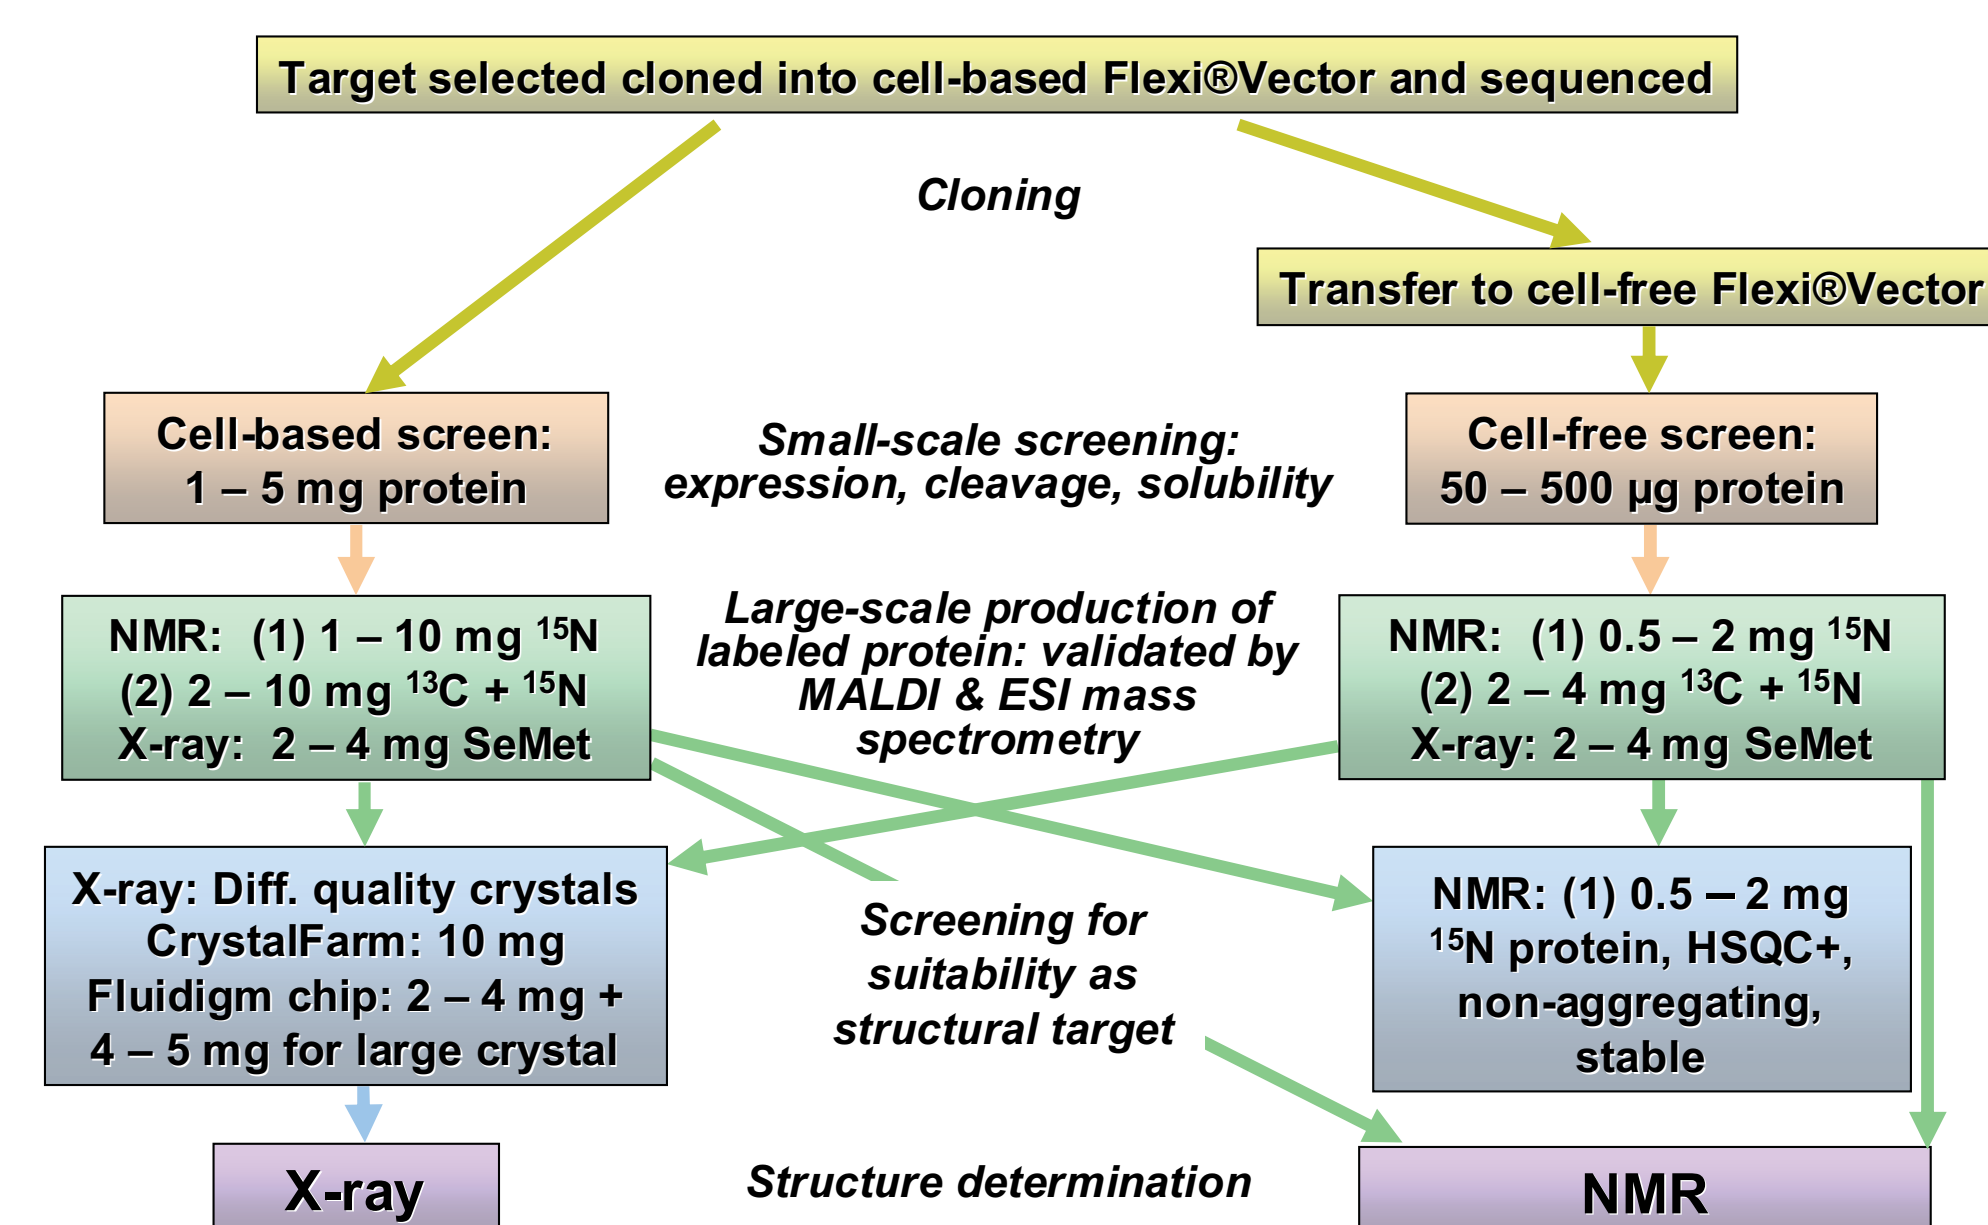 Target selected cloned into cell-based Flexi®Vector and sequenced
Cloning
Transfer to cell-free Flexi®Vector
Cell-based screen:
1 – 5 mg protein
Small-scale screening:
expression, cleavage, solubility
Cell-free screen:
50 – 500 µg protein
NMR: (1) 1 – 10 mg ¹⁵N
(2) 2 – 10 mg ¹³C + ¹⁵N
X-ray: 2 – 4 mg SeMet
Large-scale production of
labeled protein: validated by
MALDI & ESI mass
spectrometry
NMR: (1) 0.5 – 2 mg ¹⁵N
(2) 2 – 4 mg ¹³C + ¹⁵N
X-ray: 2 – 4 mg SeMet
X-ray: Diff. quality crystals
CrystalFarm: 10 mg
Fluidigm chip: 2 – 4 mg +
4 – 5 mg for large crystal
Screening for
suitability as
structural target
NMR: (1) 0.5 – 2 mg
¹⁵N protein, HSQC+,
non-aggregating,
stable
X-ray
Structure determination
NMR